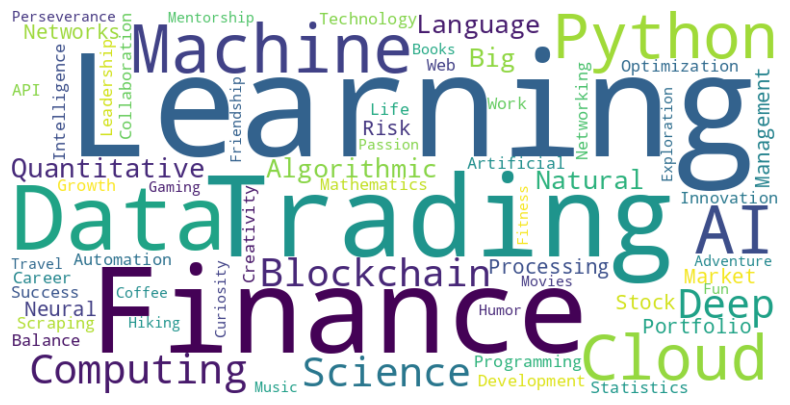 Perseverance
Mentorship
Technology
Language
Python
Networks
Machine
Books
Big
Web
Optimization
Learning
API
Intelligence
Leadership
Collaboration
Friendship
Life
Work
Risk
Passion
Networking
Exploration
Management
Quantitative
Algorithmic
Artificial
Natural
Growth
Gaming
Mathematics
Innovation
Data
Trading
Creativity
Fitness
AI
Travel
Automation
Blockchain
Processing
Adventure
Career
Movies
Market
Success
Coffee
Curiosity
Finance
Fun
Neural
Humor
Stock
Deep
Scraping
Hiking
Portfolio
Balance
Computing
Science
Programming
Cloud
Music
Development
Statistics